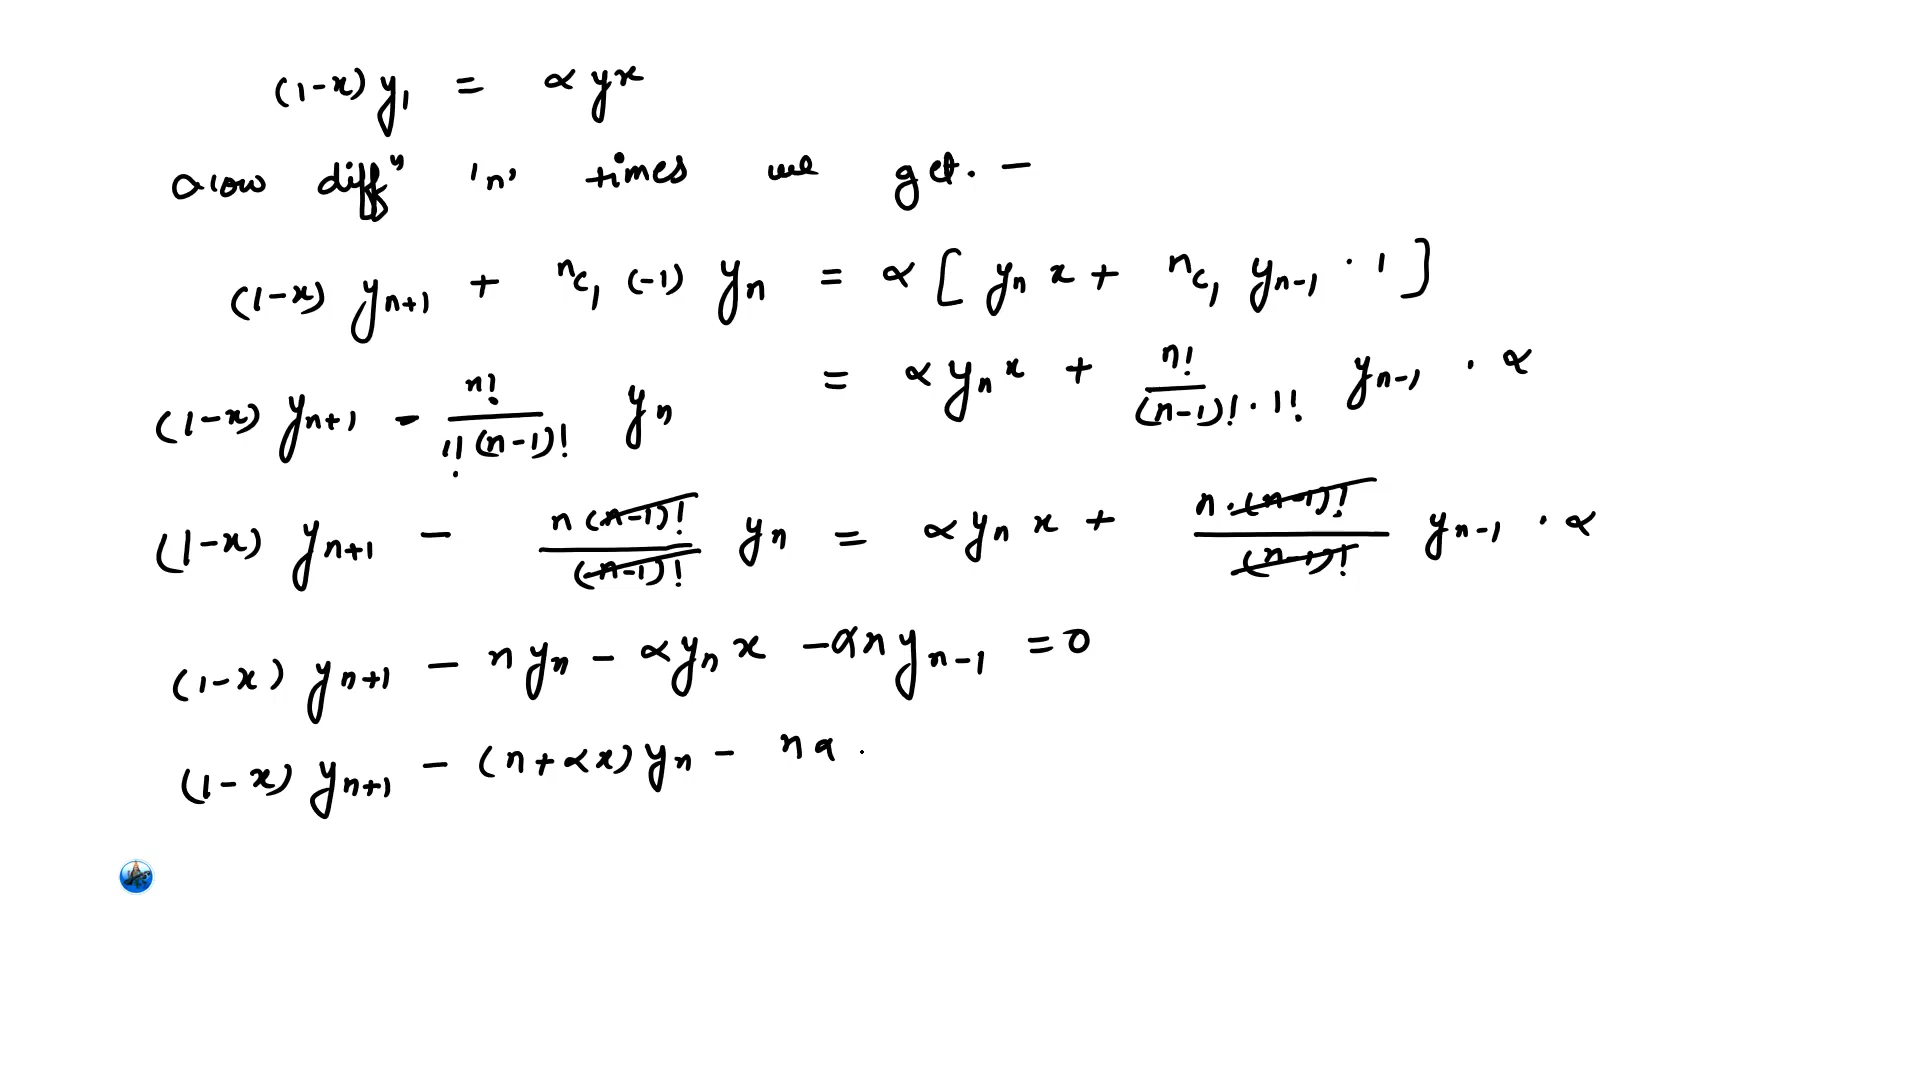 (1-x) y₁ = α y x
Now diffⁿ 'n' times we get. -
(1-x) yₙ₊₁ + ⁿc₁ (-1) yₙ = α [ yₙ x + ⁿc₁ yₙ₋₁ · 1 ]
(1-x) yₙ₊₁ - n!/(1!(n-1)!) yₙ = α yₙ x + n!/((n-1)!·1!) yₙ₋₁ · α
(1-x) yₙ₊₁ - n(n-1)!/(n-1)! yₙ = α yₙ x + n·(n-1)!/(n-1)! yₙ₋₁ · α
(1-x) yₙ₊₁ - n yₙ - α yₙ x - α n yₙ₋₁ = 0
(1-x) yₙ₊₁ - (n+αx) yₙ - n α .